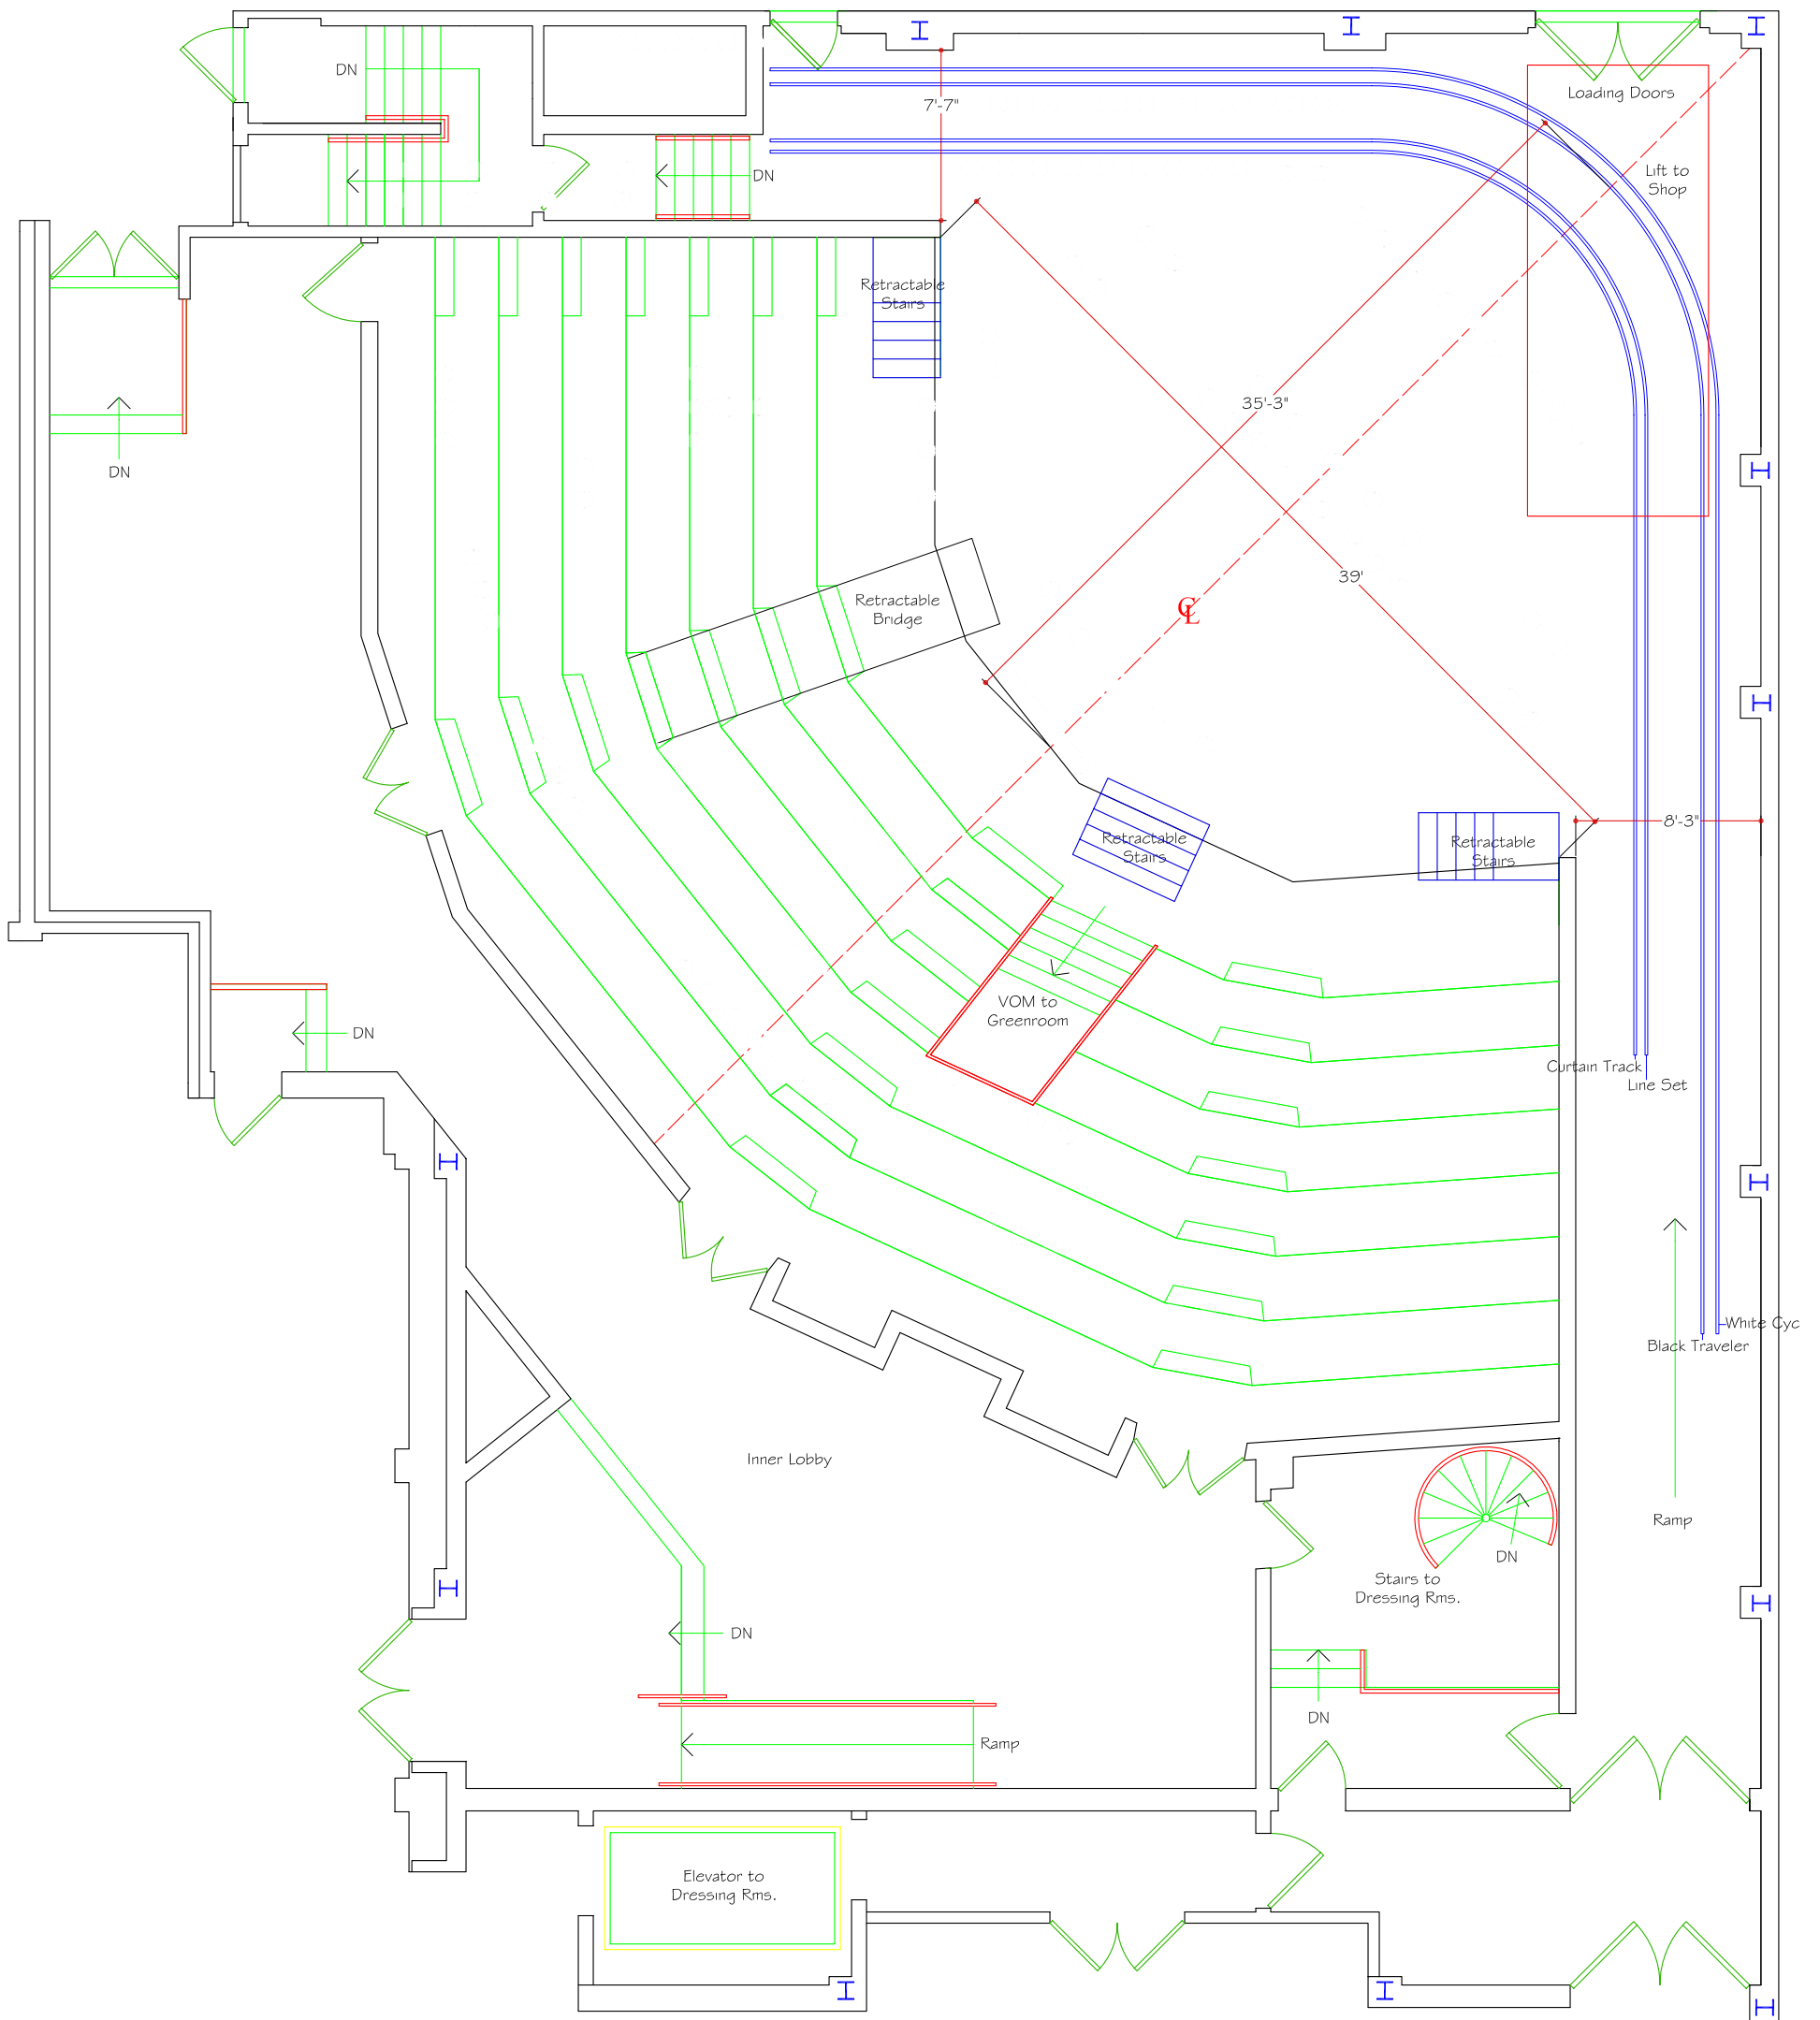 DN
Loading Doors
7'-7"
DN
Lift to
Shop
Retractable
Stairs
35'-3"
DN
39'
CL
Retractable
Bridge
8'-3"
Retractable
Stairs
Retractable
Stairs
VOM to
Greenroom
DN
Curtain Track
Line Set
White Cyc
Black Traveler
Inner Lobby
Ramp
DN
Stairs to
Dressing Rms.
DN
DN
Ramp
Elevator to
Dressing Rms.